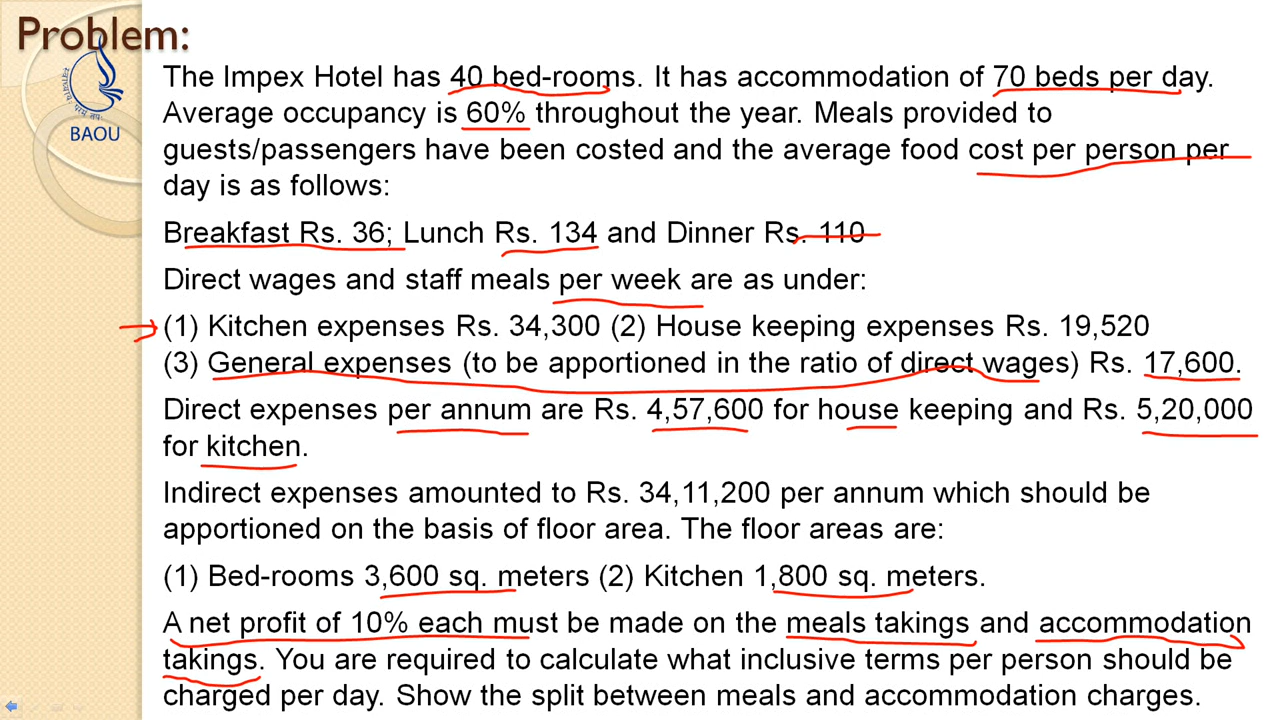 Problem:
BAOU
The Impex Hotel has 40 bed-rooms. It has accommodation of 70 beds per day.
Average occupancy is 60% throughout the year. Meals provided to
guests/passengers have been costed and the average food cost per person per
day is as follows:
Breakfast Rs. 36; Lunch Rs. 134 and Dinner Rs. 110
Direct wages and staff meals per week are as under:
(1) Kitchen expenses Rs. 34,300 (2) House keeping expenses Rs. 19,520
(3) General expenses (to be apportioned in the ratio of direct wages) Rs. 17,600.
Direct expenses per annum are Rs. 4,57,600 for house keeping and Rs. 5,20,000
for kitchen.
Indirect expenses amounted to Rs. 34,11,200 per annum which should be
apportioned on the basis of floor area. The floor areas are:
(1) Bed-rooms 3,600 sq. meters (2) Kitchen 1,800 sq. meters.
A net profit of 10% each must be made on the meals takings and accommodation
takings. You are required to calculate what inclusive terms per person should be
charged per day. Show the split between meals and accommodation charges.